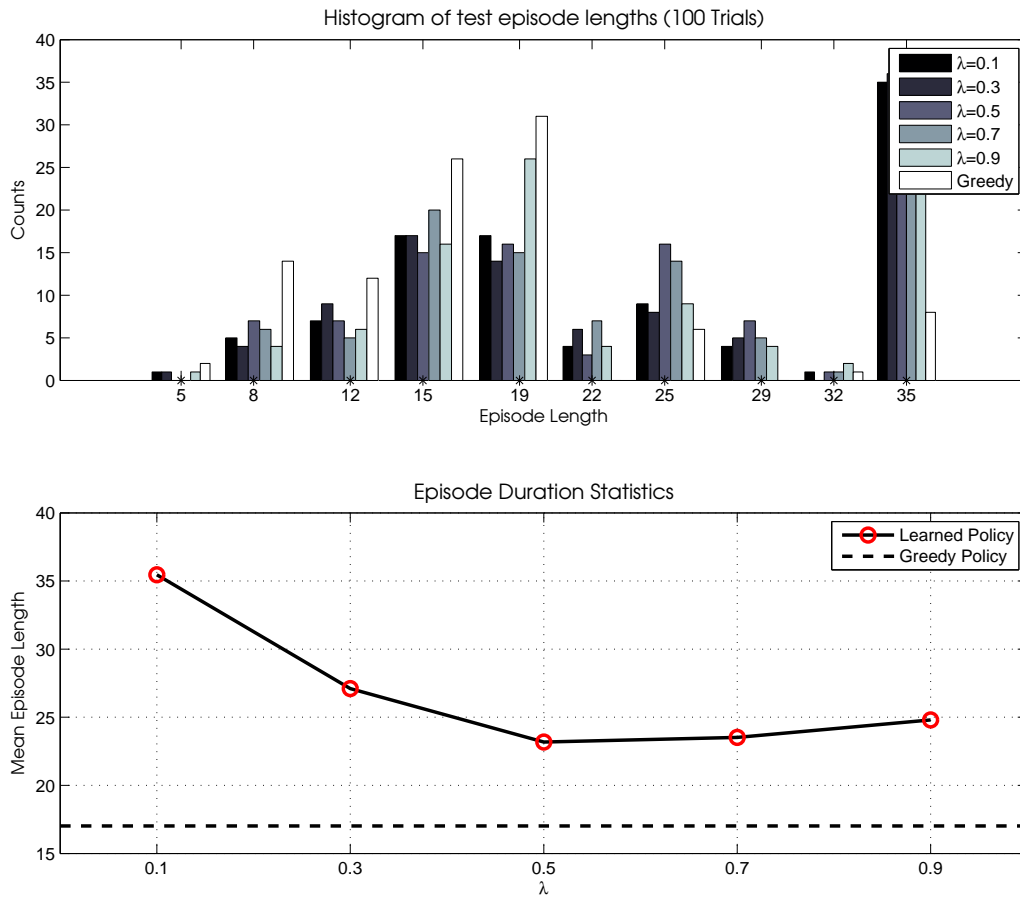 Histogram of test episode lengths (100 Trials)
40
35
30
25
20
15
10
5
0
Counts
5 8 12 15 19 22 25 29 32 35
Episode Length
λ=0.1
λ=0.3
λ=0.5
λ=0.7
λ=0.9
Greedy
Episode Duration Statistics
40
35
30
25
20
15
Mean Episode Length
0.1 0.3 0.5 0.7 0.9
λ
Learned Policy
Greedy Policy